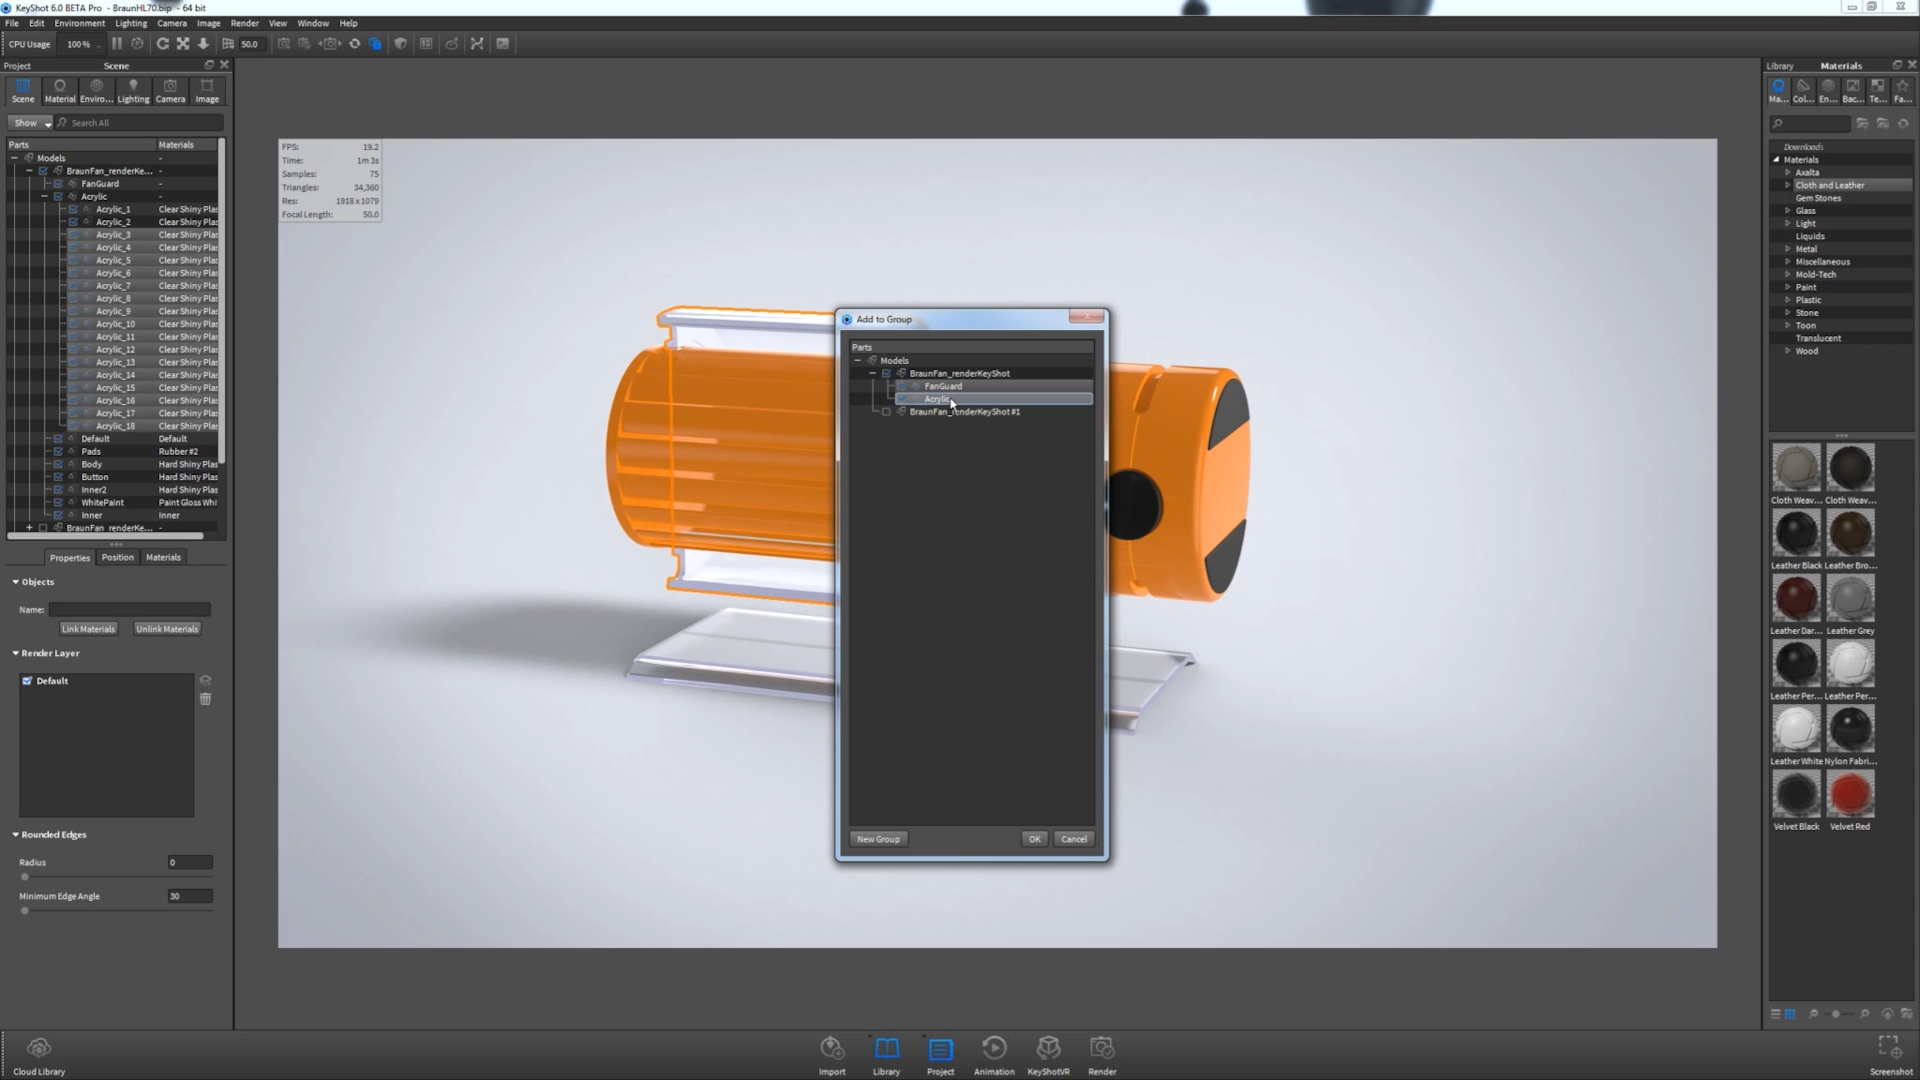 KeyShot 6.0 BETA Pro - BraunHL70.bip - 64 bit
File Edit Environment Lighting Camera Image Render View Window Help
CPU Usage 100 % 50.0
Project Scene
Scene Material Enviro... Lighting Camera Image
Show Search All
Parts Materials
Models -
BraunFan_renderKe... -
FanGuard -
Acrylic -
Acrylic_1 Clear Shiny Plas
Acrylic_2 Clear Shiny Plas
Acrylic_3 Clear Shiny Plas
Acrylic_4 Clear Shiny Plas
Acrylic_5 Clear Shiny Plas
Acrylic_6 Clear Shiny Plas
Acrylic_7 Clear Shiny Plas
Acrylic_8 Clear Shiny Plas
Acrylic_9 Clear Shiny Plas
Acrylic_10 Clear Shiny Plas
Acrylic_11 Clear Shiny Plas
Acrylic_12 Clear Shiny Plas
Acrylic_13 Clear Shiny Plas
Acrylic_14 Clear Shiny Plas
Acrylic_15 Clear Shiny Plas
Acrylic_16 Clear Shiny Plas
Acrylic_17 Clear Shiny Plas
Acrylic_18 Clear Shiny Plas
Default Default
Pads Rubber #2
Body Hard Shiny Plas
Button Hard Shiny Plas
Inner2 Hard Shiny Plas
WhitePaint Paint Gloss Whi
Inner Inner
BraunFan_renderKe... -
Properties Position Materials
Objects
Name:
Link Materials Unlink Materials
Render Layer
Default
Rounded Edges
Radius 0
Minimum Edge Angle 30
FPS: 19.2
Time: 1m 3s
Samples: 75
Triangles: 34,360
Res: 1918 x 1079
Focal Length: 50.0
Add to Group
Parts
Models
BraunFan_renderKeyShot
FanGuard
Acrylic
BraunFan_renderKeyShot #1
New Group OK Cancel
Library Materials
Ma... Col... En... Bac... Te... Fa...
Downloads
Materials
Axalta
Cloth and Leather
Gem Stones
Glass
Light
Liquids
Metal
Miscellaneous
Mold-Tech
Paint
Plastic
Stone
Toon
Translucent
Wood
Cloth Weav... Cloth Weav...
Leather Black Leather Bro...
Leather Dar... Leather Grey
Leather Per... Leather Per...
Leather White Nylon Fabri...
Velvet Black Velvet Red
Cloud Library Import Library Project Animation KeyShotVR Render Screenshot